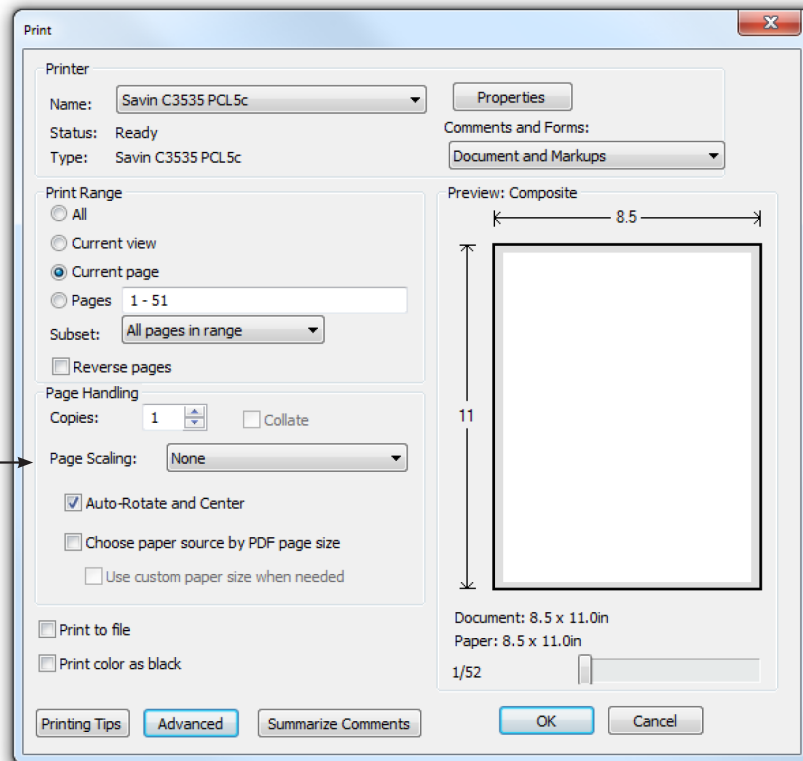 Print
Printer
Name: Savin C3535 PCL5c Properties
Status: Ready Comments and Forms:
Type: Savin C3535 PCL5c Document and Markups
Print Range
All
Current view
Current page
Pages 1 - 51
Subset: All pages in range
Reverse pages
Page Handling
Copies: 1 Collate
Page Scaling: None
Auto-Rotate and Center
Choose paper source by PDF page size
Use custom paper size when needed
Print to file
Print color as black
Preview: Composite
8.5
11
Document: 8.5 x 11.0in
Paper: 8.5 x 11.0in
1/52
Printing Tips Advanced Summarize Comments OK Cancel